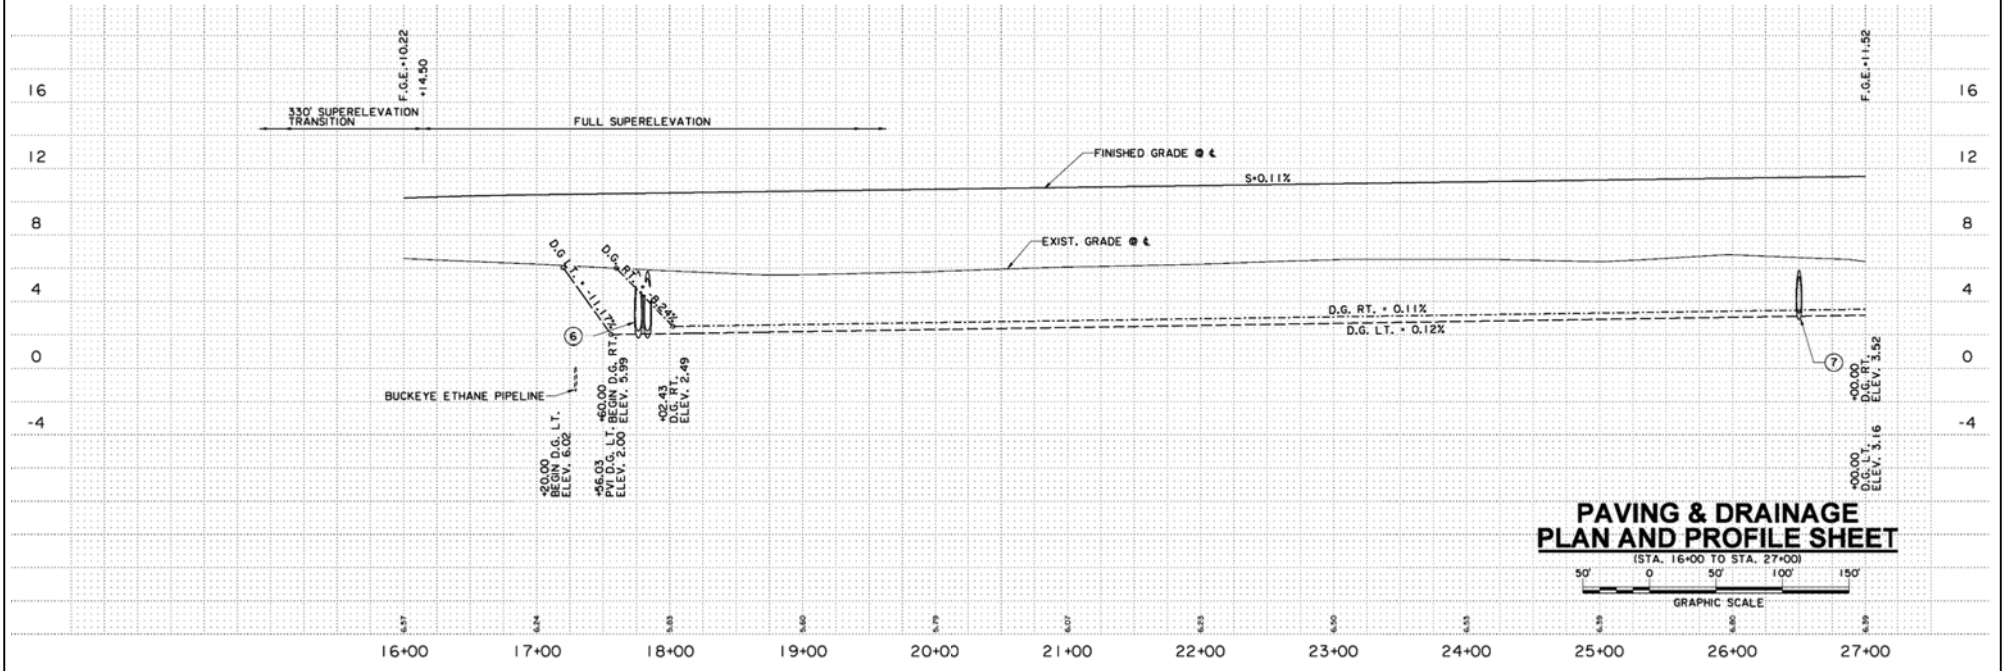 F.G.E.=10.22
+14.50
F.G.E.=11.52
16
16
330' SUPERELEVATION
TRANSITION
FULL SUPERELEVATION
12
FINISHED GRADE @ ℄
12
S=0.11%
8
8
EXIST. GRADE @ ℄
D.G LT. = -11.17%
D.G. RT. = -8.24%
4
4
D.G. RT. = 0.11%
D.G. LT. = 0.12%
6
7
0
0
BUCKEYE ETHANE PIPELINE
-4
-4
+20.00
BEGIN D.G. LT.
ELEV. 6.02
+56.03
PVI D.G. LT.
ELEV. 2.00
+60.00
BEGIN D.G. RT.
ELEV. 5.99
+02.43
D.G. RT.
ELEV. 2.49
+00.00
D.G. RT.
ELEV. 3.52
+00.00
D.G. LT.
ELEV. 3.16
PAVING & DRAINAGE
PLAN AND PROFILE SHEET
(STA. 16+00 TO STA. 27+00)
50' 0 50' 100' 150'
GRAPHIC SCALE
6.57 6.24 5.83 5.60 5.79 6.07 6.23 6.50 6.53 6.39 6.80 6.39
16+00 17+00 18+00 19+00 20+00 21+00 22+00 23+00 24+00 25+00 26+00 27+00